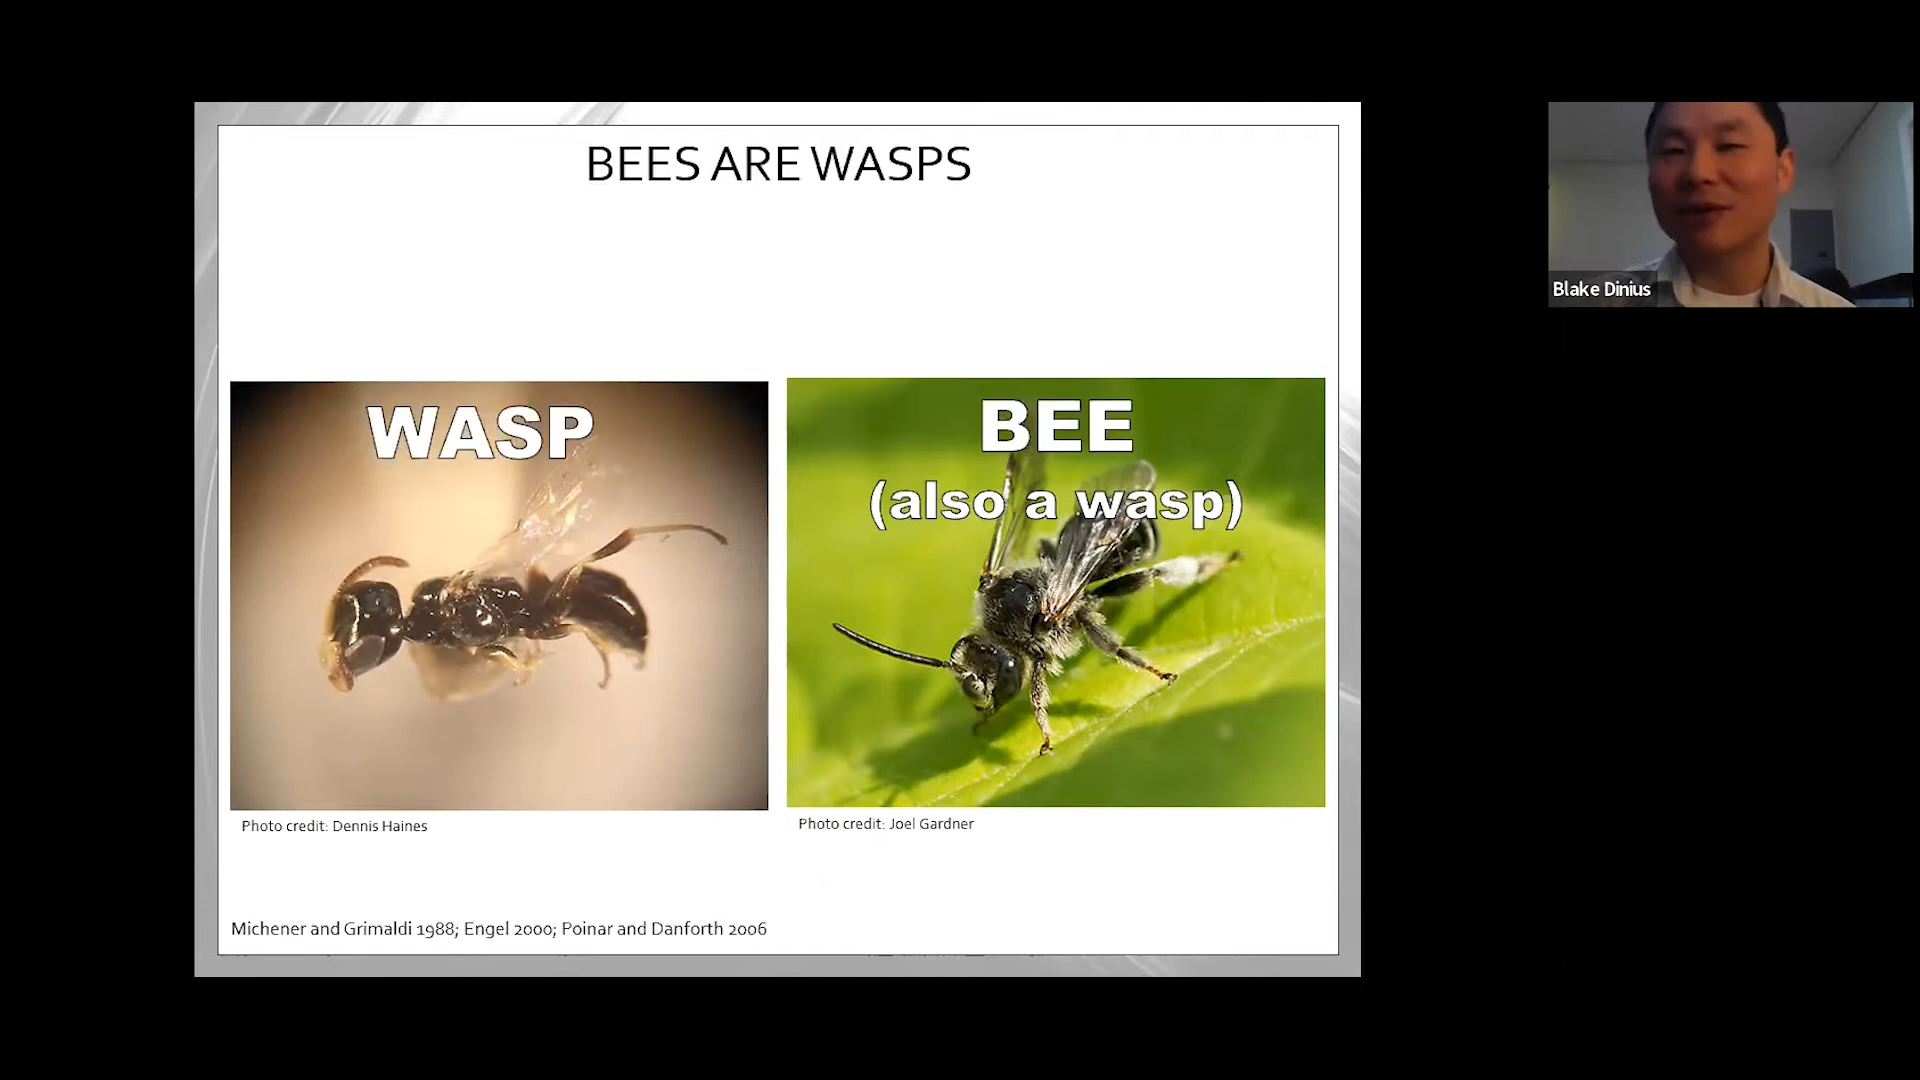 BEES ARE WASPS
WASP
BEE
(also a wasp)
Photo credit: Dennis Haines
Photo credit: Joel Gardner
Michener and Grimaldi 1988; Engel 2000; Poinar and Danforth 2006
Blake Dinius